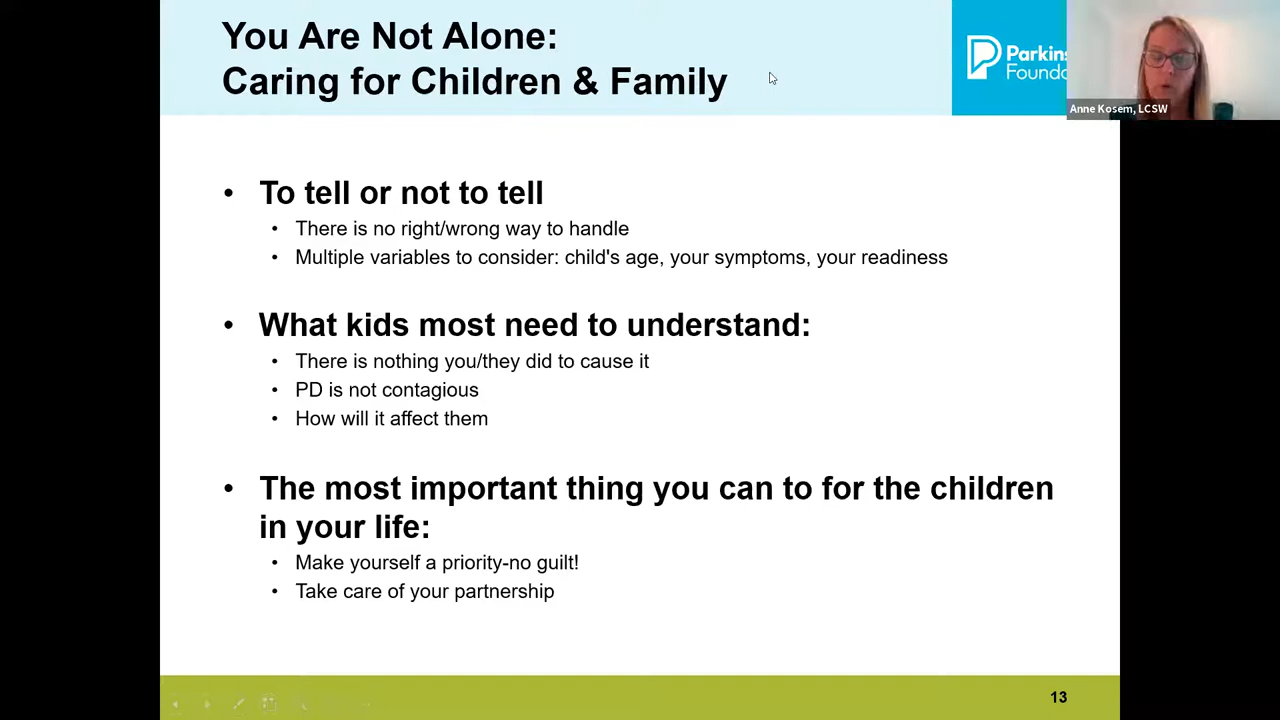 You Are Not Alone:
Caring for Children & Family
Parkins
Founda
Anne Kosem, LCSW
• To tell or not to tell
• There is no right/wrong way to handle
• Multiple variables to consider: child's age, your symptoms, your readiness
• What kids most need to understand:
• There is nothing you/they did to cause it
• PD is not contagious
• How will it affect them
• The most important thing you can to for the children
in your life:
• Make yourself a priority-no guilt!
• Take care of your partnership
13